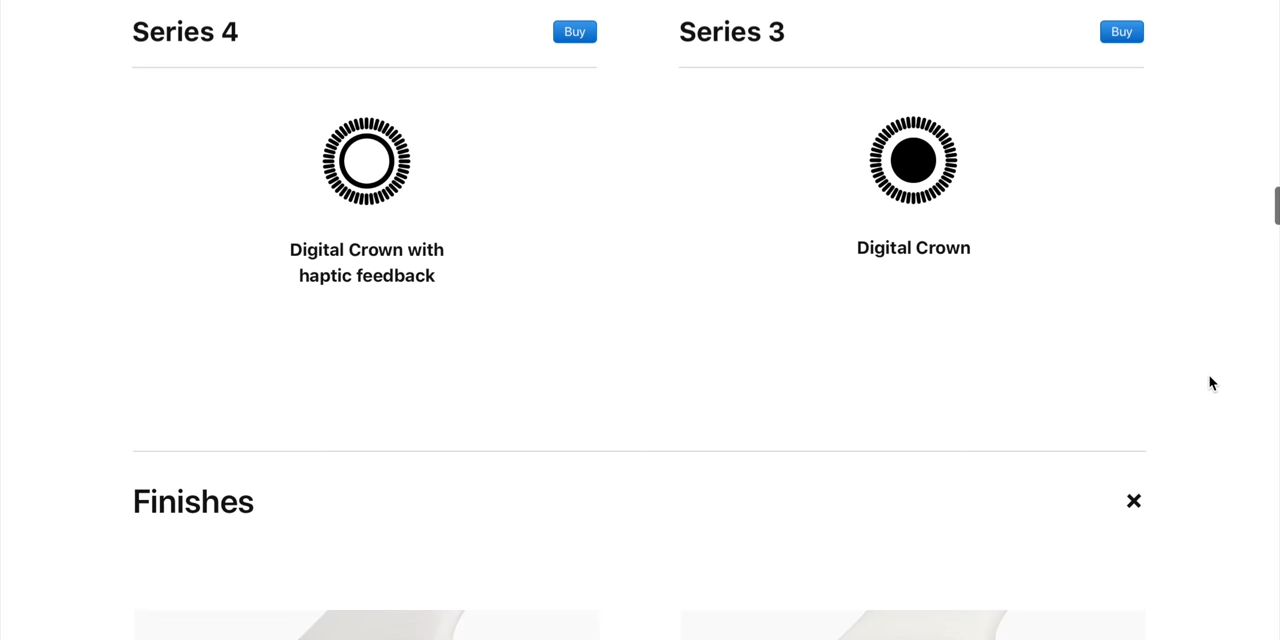 Series 4
Buy
Series 3
Buy
Digital Crown with
haptic feedback
Digital Crown
Finishes